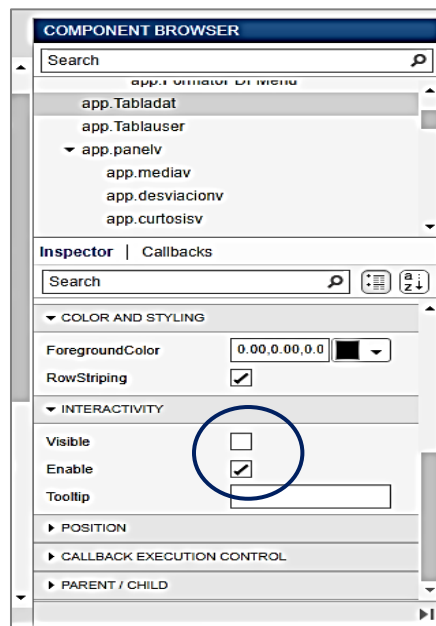 COMPONENT BROWSER
Search
app.Tabladat
app.Tablauser
app.panelv
app.mediav
app.desviacionv
app.curtosisv
Inspector | Callbacks
Search
a
z
COLOR AND STYLING
ForegroundColor 0.00,0.00,0.0
RowStriping
INTERACTIVITY
Visible
Enable
Tooltip
POSITION
CALLBACK EXECUTION CONTROL
PARENT / CHILD